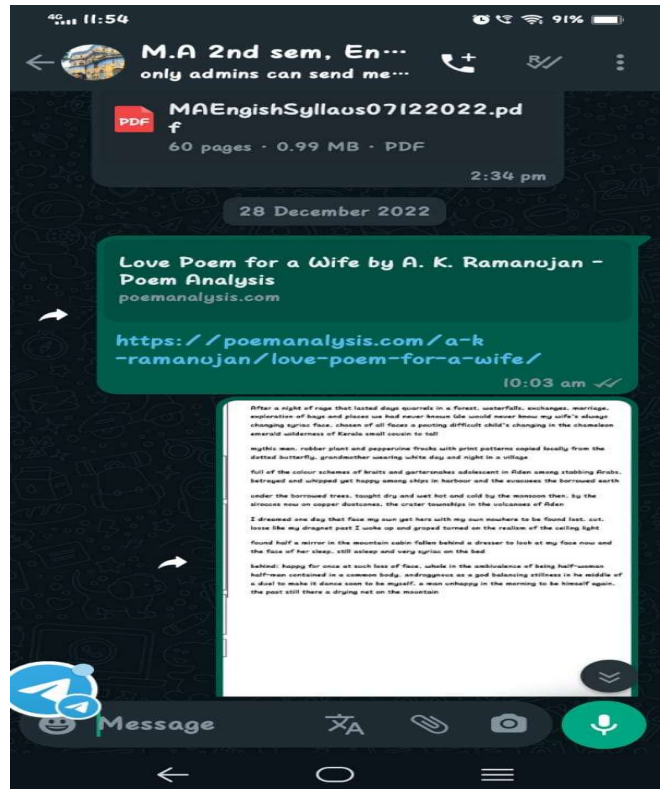 4G 11:54 91%
M.A 2nd sem, En...
only admins can send me...
PDF
MAEngishSyllaus07122022.pd
f
60 pages · 0.99 MB · PDF
2:34 pm
28 December 2022
Love Poem for a Wife by A. K. Ramanujan -
Poem Analysis
poemanalysis.com
https://poemanalysis.com/a-k
-ramanujan/love-poem-for-a-wife/
10:03 am
After a night of rage that lasted days quarrels in a forest, waterfalls, exchanges, marriage,
exploration of bays and places we had never known (We would never know my wife's always
changing syriac face, chosen of all faces a pouting difficult child's changing in the chameleon
emerald wilderness of Kerala small cousin to tall
mythic men, robber plant and peppervine frocks with print patterns copied locally from the
dotted butterfly, grandmother wearing white day and night in a village
full of the colour schemes of kraits and gartersnakes adolescent in Aden among stabbing Arabs,
betrayed and whipped yet happy among ships in harbour and the evacuees the borrowed earth
under the borrowed trees, taught dry and wet hot and cold by the monsoon then, by the
siroccos now on copper dustcones, the crater townships in the volcanoes of Aden
I dreamed one day that face my own yet hers with my own nowhere to be found lost, cut,
loose like my dragnet past I woke up and groped turned on the realism of the ceiling light
found half a mirror in the mountain cabin fallen behind a dresser to look at my face now and
the face of her sleep, still asleep and very syriac on the bed
behind: happy for once at such loss of face, whole in the ambivalence of being half-woman
half-man contained in a common body, androgynous as a god balancing stillness in he middle of
a duel to make it dance soon to be myself, a man unhappy in the morning to be himself again,
the past still there a drying net on the mountain
Message